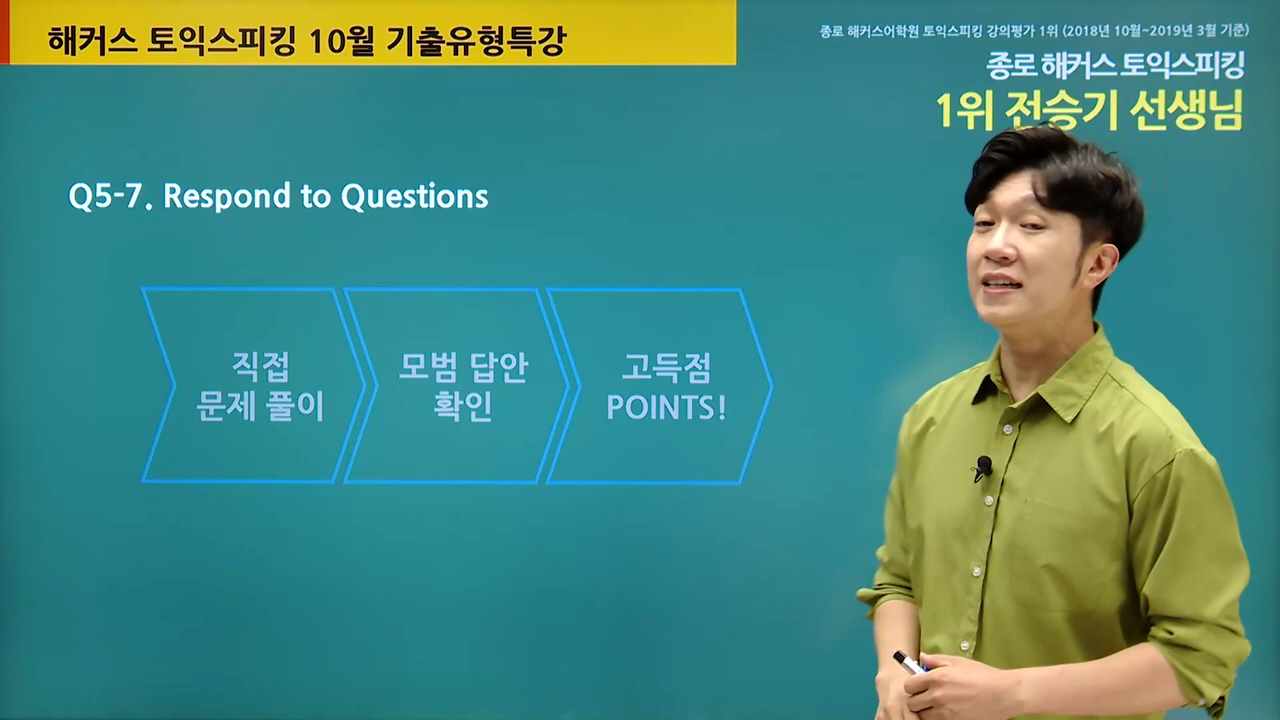 해커스 토익스피킹 10월 기출유형특강
종로 해커스어학원 토익스피킹 강의평가 1위 (2018년 10월~2019년 3월 기준)
종로 해커스 토익스피킹
1위 전승기 선생님
Q5-7. Respond to Questions
직접
문제 풀이
모범 답안
확인
고득점
POINTS!